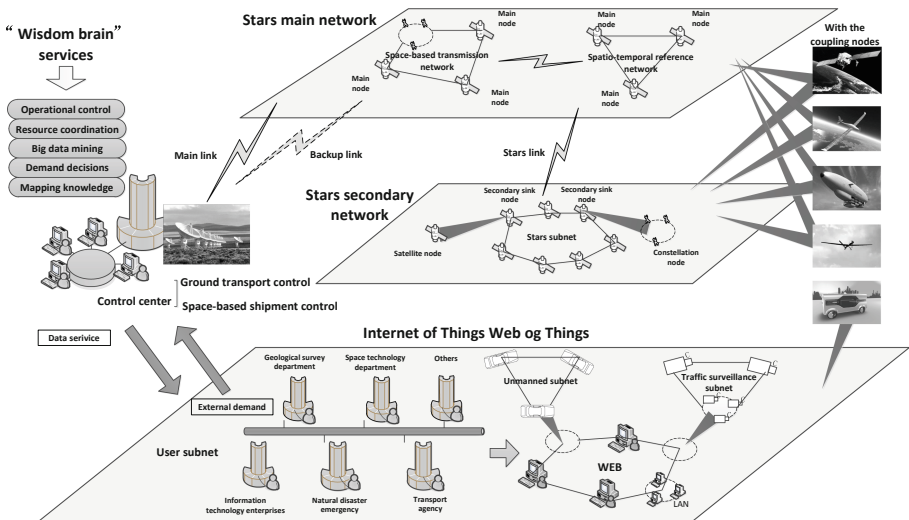 Stars main network
“ Wisdom brain”
services
Operational control
Resource coordination
Big data mining
Demand decisions
Mapping knowledge
Main
node
Main
node
Main
node
Main
node
Space-based transmission
network
Main
node
Main
node
Main
node
Spatio-temporal reference
network
With the
coupling nodes
Main link
Backup link
Stars link
Stars secondary
network
Secondary sink
node
Secondary sink
node
Stars subnet
Satellite node
Constellation
node
Control center
Ground transport control
Space-based shipment control
Data serivice
External demand
Internet of Things Web og Things
Geological survey
department
Space technology
department
Others
User subnet
Information
technology enterprises
Natural disaster
emergency
Transport
agency
Unmanned subnet
Traffic surveillance
subnet
WEB
LAN